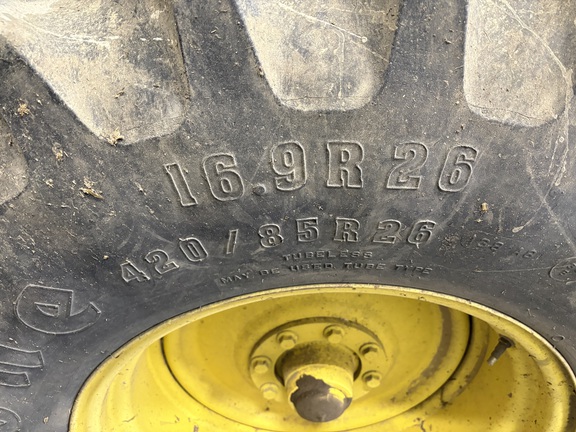 16.9R26
420/85R26
TUBELESS
MAY BE USED TUBE TYPE